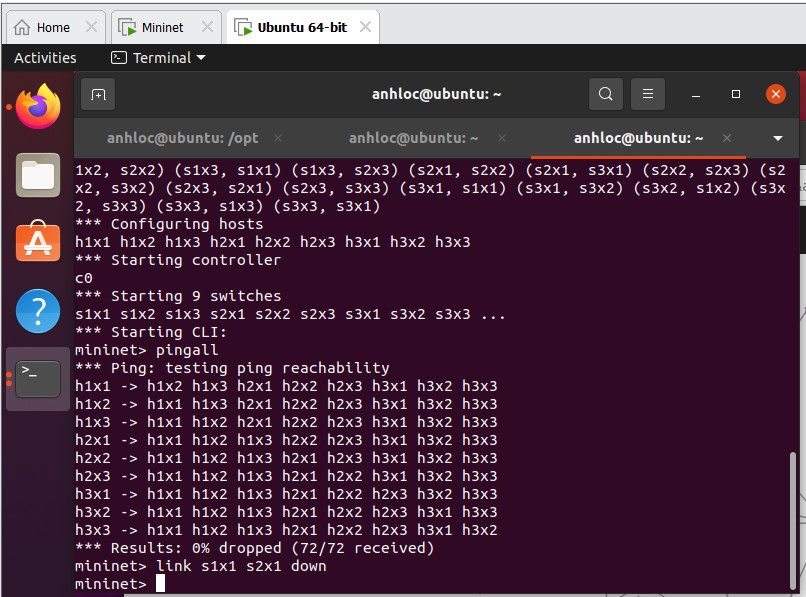 Home
Mininet
Ubuntu 64-bit
Activities
Terminal
anhloc@ubuntu: ~
anhloc@ubuntu: /opt
anhloc@ubuntu: ~
anhloc@ubuntu: ~
1x2, s2x2) (s1x3, s1x1) (s1x3, s2x3) (s2x1, s2x2) (s2x1, s3x1) (s2x2, s2x3) (s2
x2, s3x2) (s2x3, s2x1) (s2x3, s3x3) (s3x1, s1x1) (s3x1, s3x2) (s3x2, s1x2) (s3x
2, s3x3) (s3x3, s1x3) (s3x3, s3x1)
*** Configuring hosts
h1x1 h1x2 h1x3 h2x1 h2x2 h2x3 h3x1 h3x2 h3x3
*** Starting controller
c0
*** Starting 9 switches
s1x1 s1x2 s1x3 s2x1 s2x2 s2x3 s3x1 s3x2 s3x3 ...
*** Starting CLI:
mininet> pingall
*** Ping: testing ping reachability
h1x1 -> h1x2 h1x3 h2x1 h2x2 h2x3 h3x1 h3x2 h3x3
h1x2 -> h1x1 h1x3 h2x1 h2x2 h2x3 h3x1 h3x2 h3x3
h1x3 -> h1x1 h1x2 h2x1 h2x2 h2x3 h3x1 h3x2 h3x3
h2x1 -> h1x1 h1x2 h1x3 h2x2 h2x3 h3x1 h3x2 h3x3
h2x2 -> h1x1 h1x2 h1x3 h2x1 h2x3 h3x1 h3x2 h3x3
h2x3 -> h1x1 h1x2 h1x3 h2x1 h2x2 h3x1 h3x2 h3x3
h3x1 -> h1x1 h1x2 h1x3 h2x1 h2x2 h2x3 h3x2 h3x3
h3x2 -> h1x1 h1x2 h1x3 h2x1 h2x2 h2x3 h3x1 h3x3
h3x3 -> h1x1 h1x2 h1x3 h2x1 h2x2 h2x3 h3x1 h3x2
*** Results: 0% dropped (72/72 received)
mininet> link s1x1 s2x1 down
mininet>